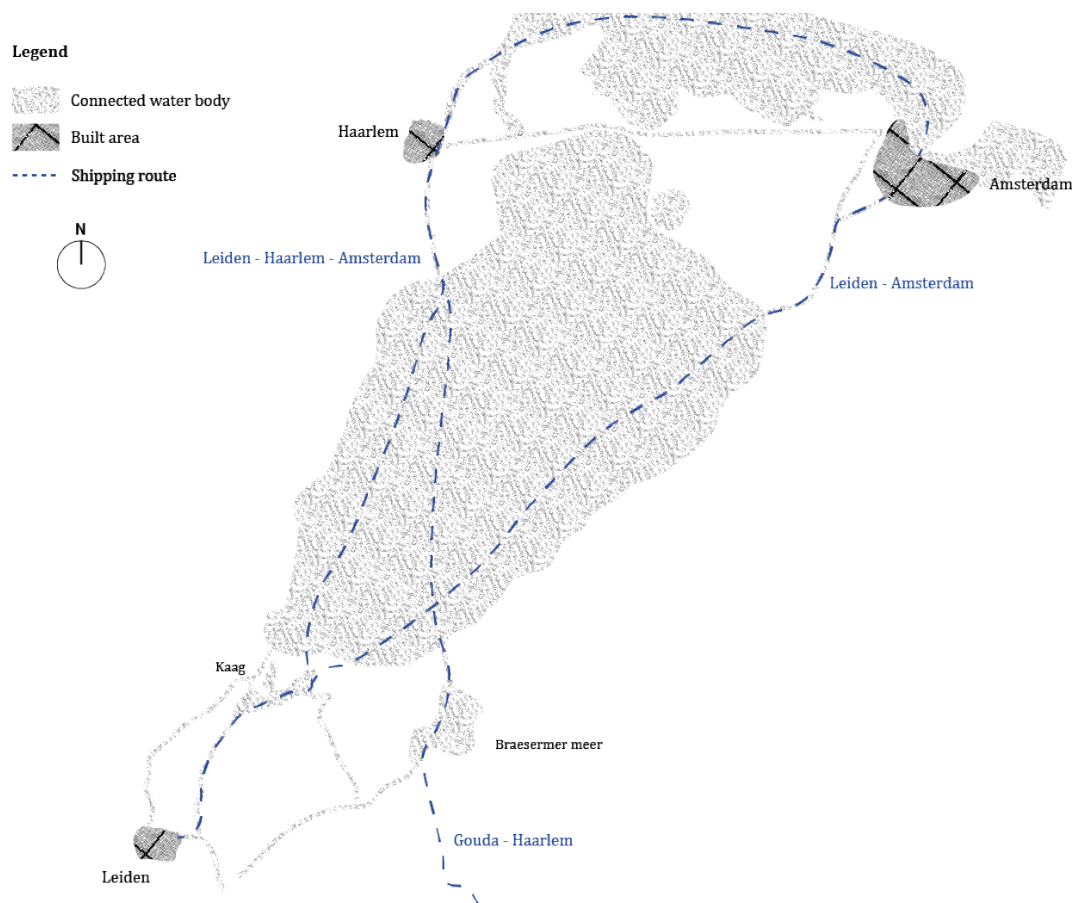 Legend
Connected water body
Built area
Shipping route
N
Haarlem
Amsterdam
Leiden - Haarlem - Amsterdam
Leiden - Amsterdam
Kaag
Braesermer meer
Gouda - Haarlem
Leiden